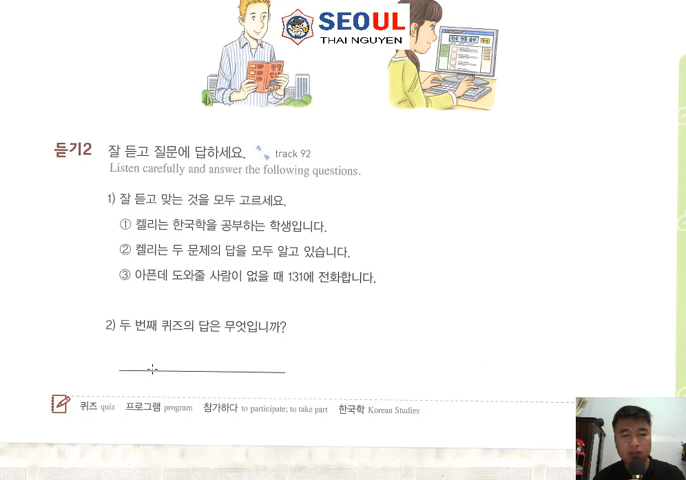 SEOUL
THAI NGUYEN
듣기2 잘 듣고 질문에 답하세요. track 92
Listen carefully and answer the following questions.
1) 잘 듣고 맞는 것을 모두 고르세요.
① 켈리는 한국학을 공부하는 학생입니다.
② 켈리는 두 문제의 답을 모두 알고 있습니다.
③ 아픈데 도와줄 사람이 없을 때 131에 전화합니다.
2) 두 번째 퀴즈의 답은 무엇입니까?
퀴즈 quiz 프로그램 program 참가하다 to participate; to take part 한국학 Korean Studies